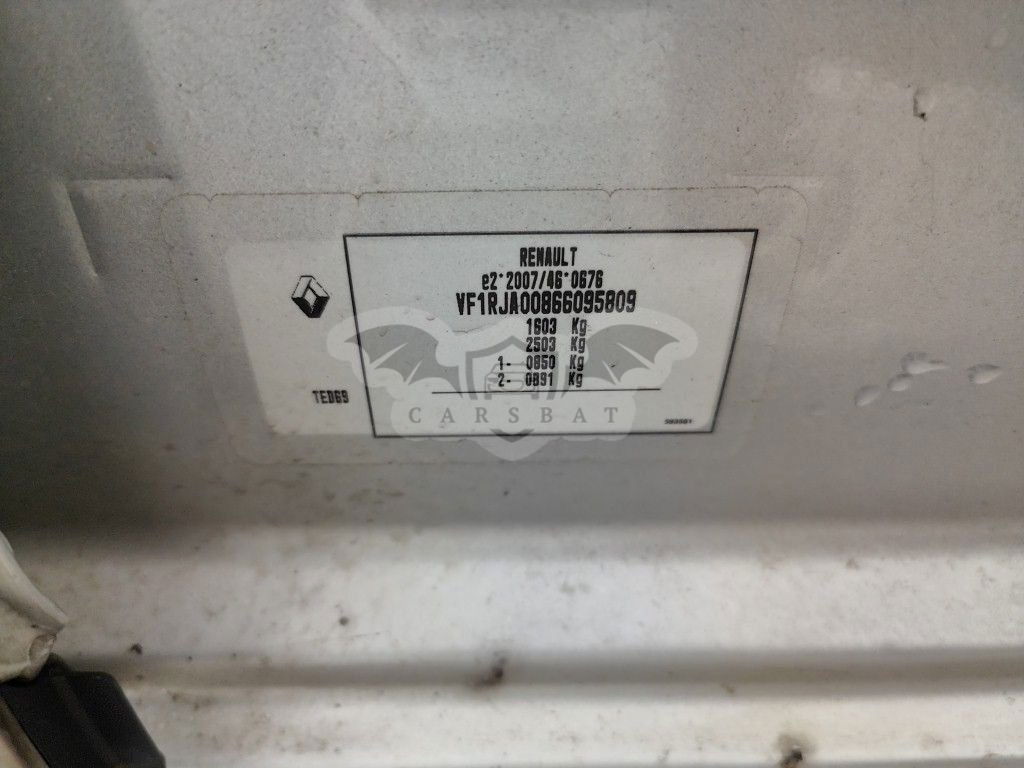 RENAULT
e2*2007/46*0676
VF1RJA00866095809
1603 Kg
2503 Kg
1- 0850 Kg
2- 0891 Kg
TED69
CARSBAT